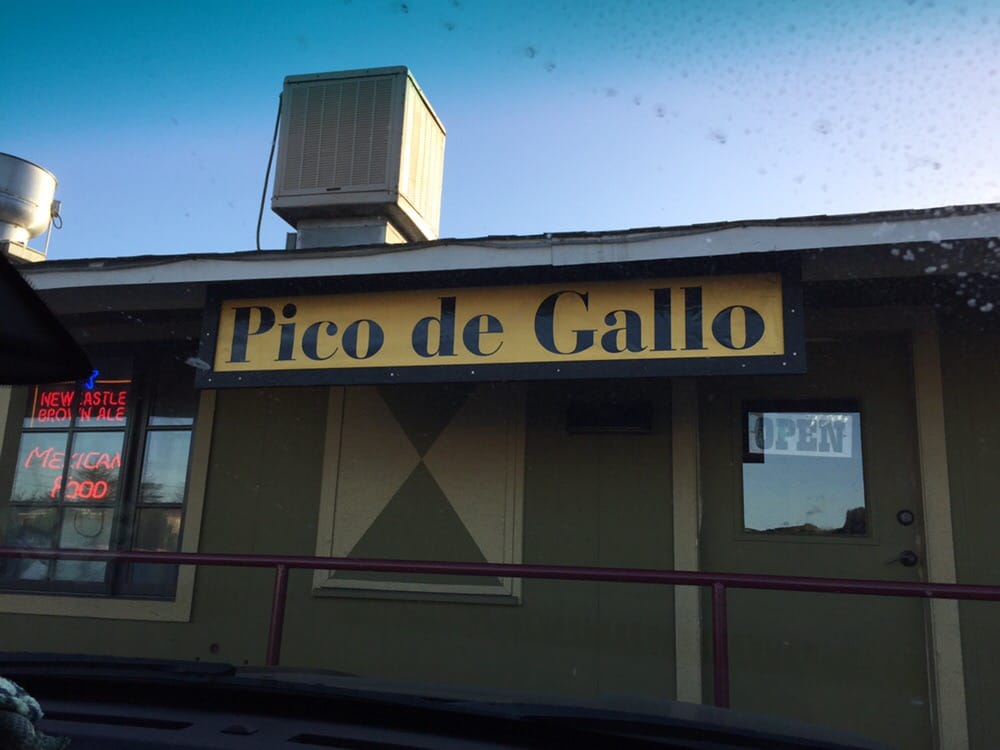 Pico de Gallo
NEWCASTLE
BROWN ALE
MEXICAN
FOOD
OPEN